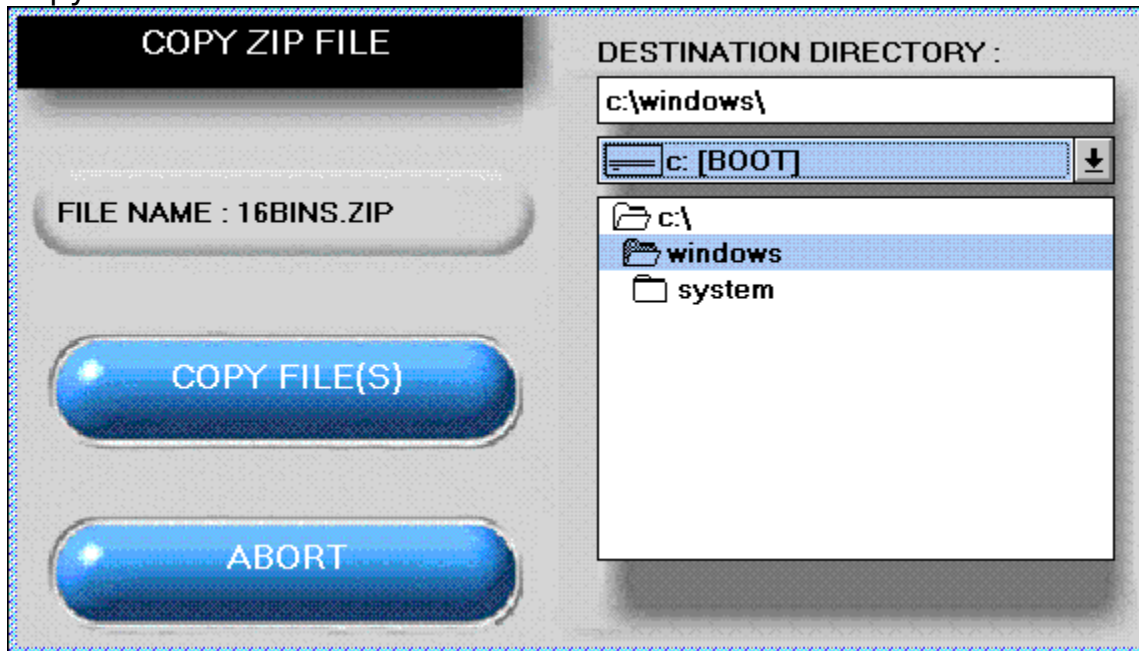 COPY ZIP FILE
FILE NAME : 16BINS.ZIP
COPY FILE(S)
ABORT
DESTINATION DIRECTORY :
c:\windows\
c: [BOOT]
c:\
windows
system